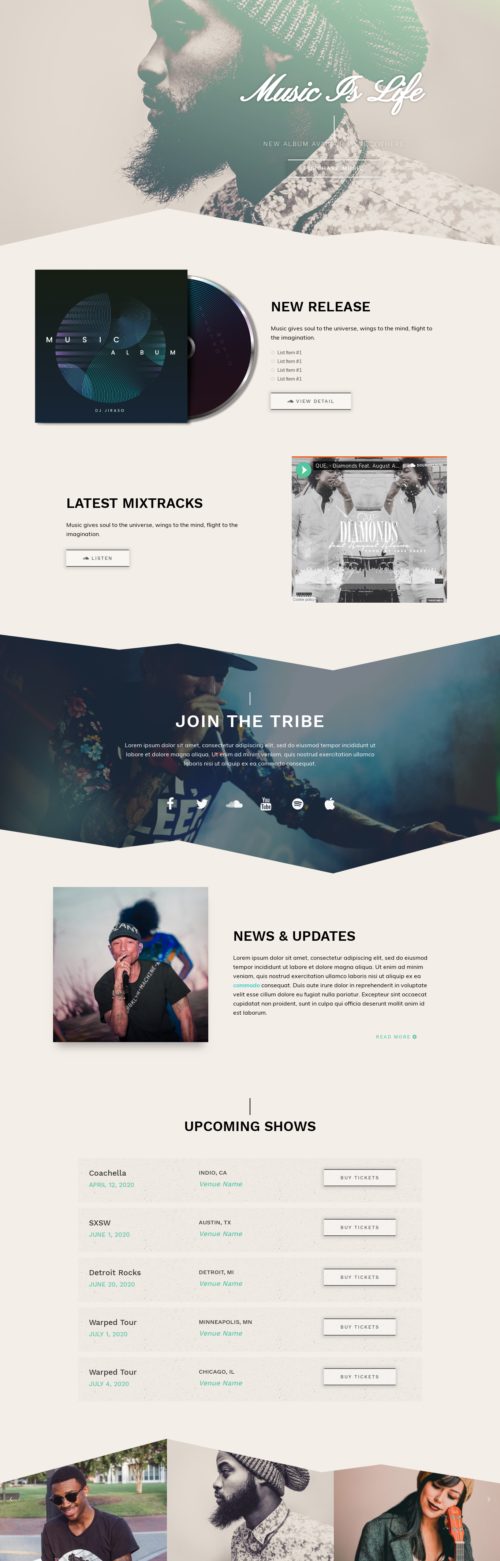 Music Is Life
NEW ALBUM
NEW RELEASE
Music gives soul to the universe, wings to the mind, flight to
the imagination.
List Item #1
List Item #1
List Item #1
List Item #1
VIEW DETAIL
MUSIC
ALBUM
DJ JIRASO
LATEST MIXTRACKS
Music gives soul to the universe, wings to the mind, flight to the
imagination.
LISTEN
QUE. - Diamonds Feat. August A...
DIAMONDS
Cookie policy
JOIN THE TRIBE
Lorem ipsum dolor sit amet, consectetur adipiscing elit, sed do eiusmod tempor incididunt ut
labore et dolore magna aliqua. Ut enim ad minim veniam, quis nostrud exercitation ullamco
laboris nisi ut aliquip ex ea commodo consequat.
You
Tube
NEWS & UPDATES
Lorem ipsum dolor sit amet, consectetur adipiscing elit, sed do eiusmod
tempor incididunt ut labore et dolore magna aliqua. Ut enim ad minim
veniam, quis nostrud exercitation ullamco laboris nisi ut aliquip ex ea
commodo consequat. Duis aute irure dolor in reprehenderit in voluptate
velit esse cillum dolore eu fugiat nulla pariatur. Excepteur sint occaecat
cupidatat non proident, sunt in culpa qui officia deserunt mollit anim id
est laborum.
READ MORE
UPCOMING SHOWS
Coachella
APRIL 12, 2020
INDIO, CA
Venue Name
BUY TICKETS
SXSW
JUNE 1, 2020
AUSTIN, TX
Venue Name
BUY TICKETS
Detroit Rocks
JUNE 20, 2020
DETROIT, MI
Venue Name
BUY TICKETS
Warped Tour
JULY 1, 2020
MINNEAPOLIS, MN
Venue Name
BUY TICKETS
Warped Tour
JULY 4, 2020
CHICAGO, IL
Venue Name
BUY TICKETS